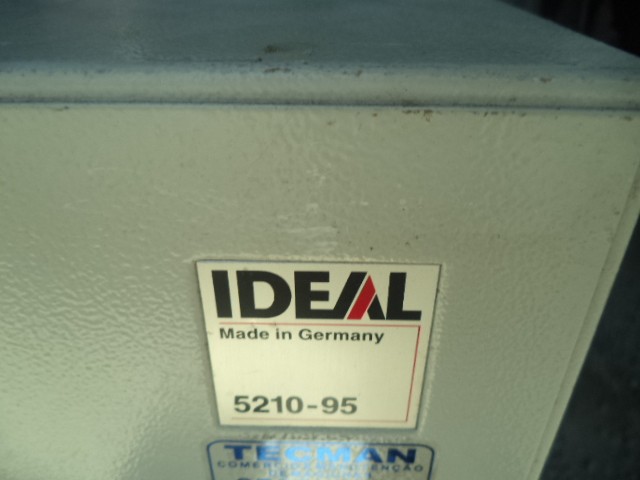 IDEAL
Made in Germany
5210-95
TECMAN